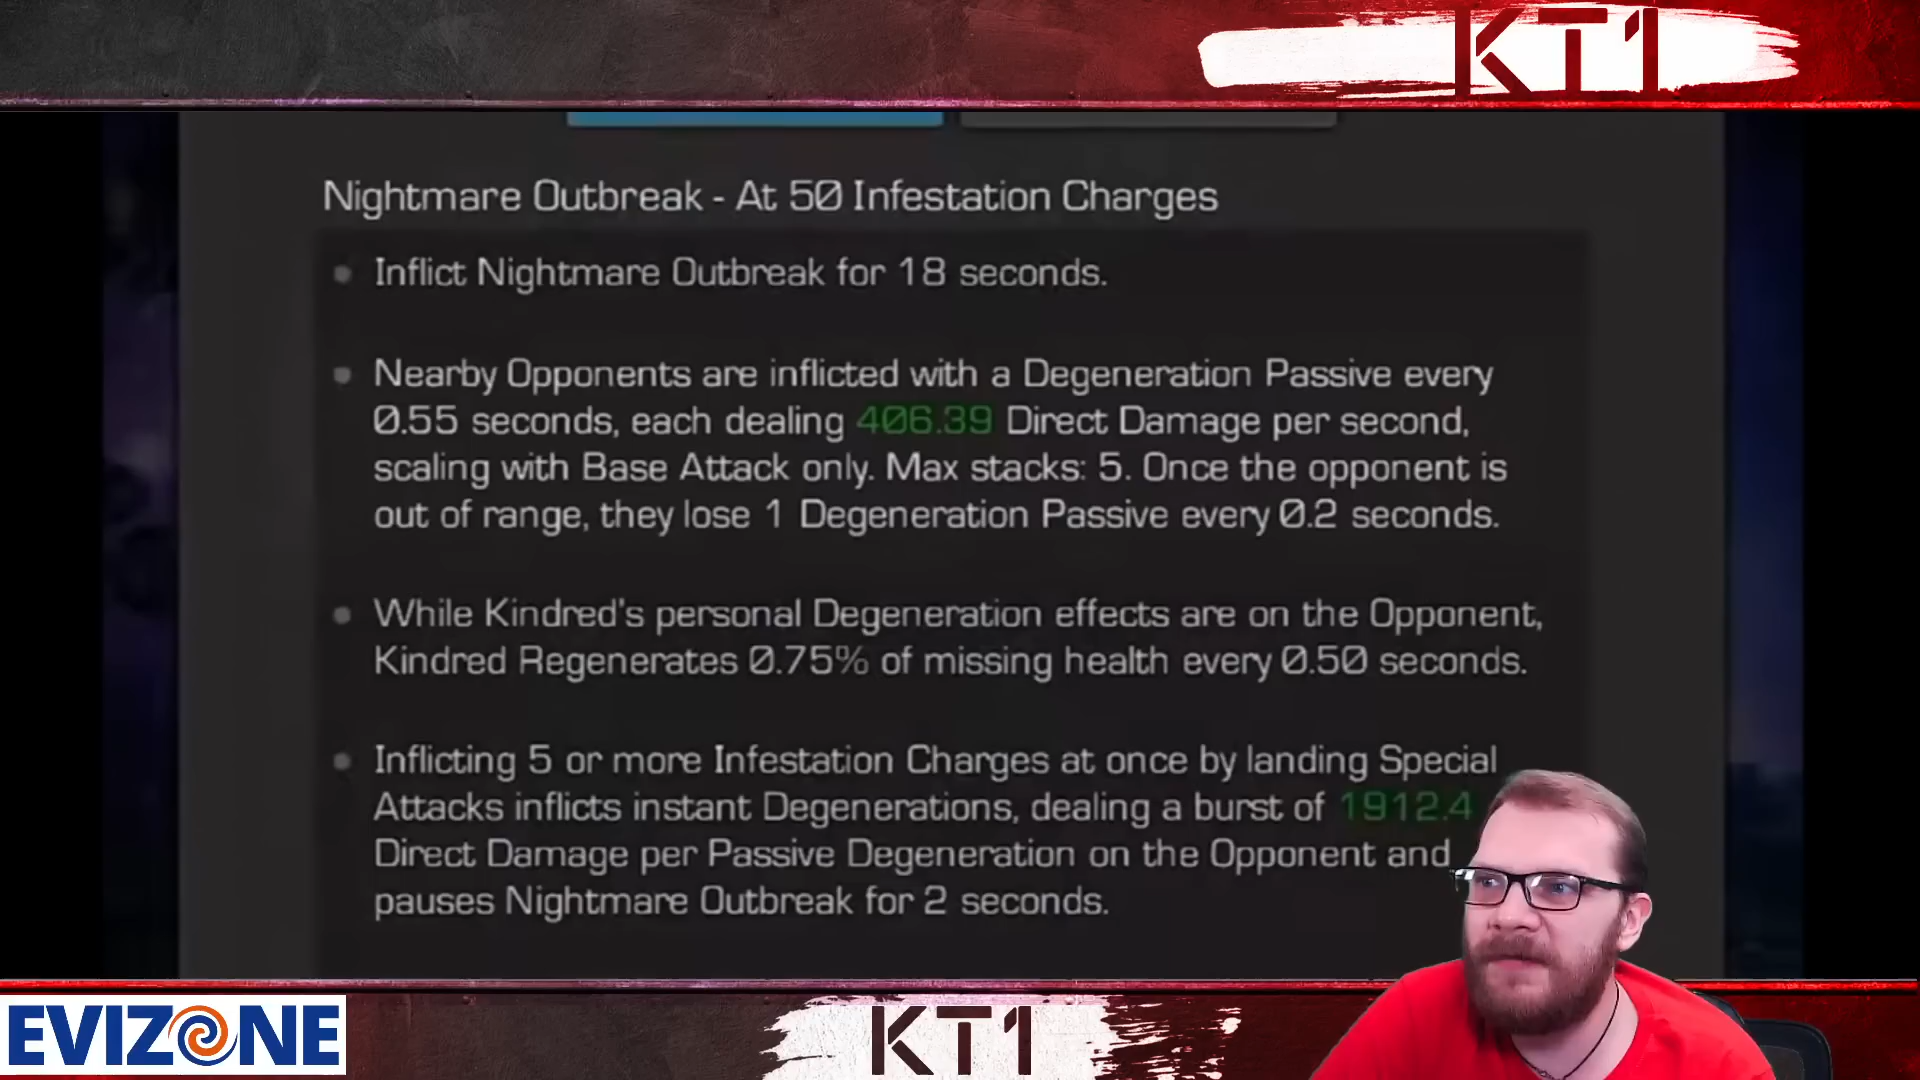 KT1
Nightmare Outbreak - At 50 Infestation Charges
Inflict Nightmare Outbreak for 18 seconds.
Nearby Opponents are inflicted with a Degeneration Passive every
0.55 seconds, each dealing 406.39 Direct Damage per second,
scaling with Base Attack only. Max stacks: 5. Once the opponent is
out of range, they lose 1 Degeneration Passive every 0.2 seconds.
While Kindred's personal Degeneration effects are on the Opponent,
Kindred Regenerates 0.75% of missing health every 0.50 seconds.
Inflicting 5 or more Infestation Charges at once by landing Special
Attacks inflicts instant Degenerations, dealing a burst of 1912.4
Direct Damage per Passive Degeneration on the Opponent and
pauses Nightmare Outbreak for 2 seconds.
EVIZONE
KT1